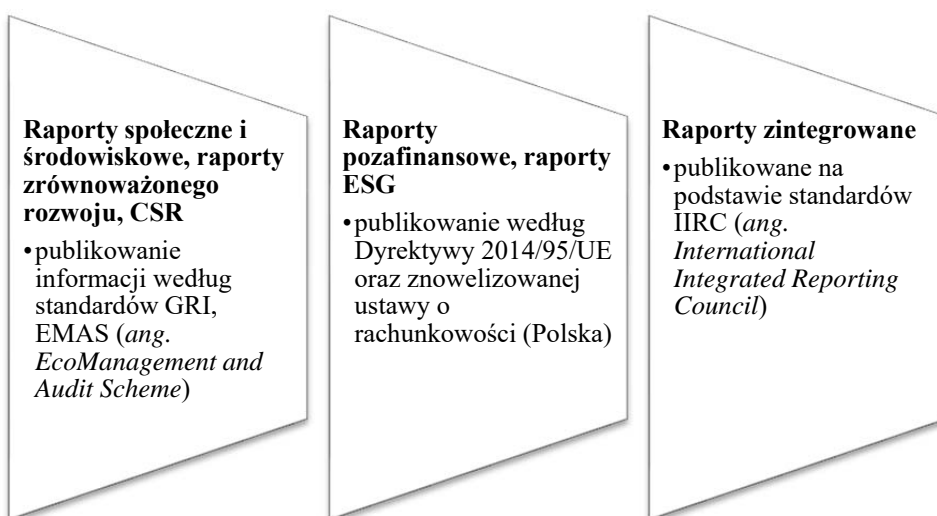 Raporty społeczne i
środowiskowe, raporty
zrównoważonego
rozwoju, CSR
•publikowanie
informacji według
standardów GRI,
EMAS (ang.
EcoManagement and
Audit Scheme)
Raporty
pozafinansowe, raporty
ESG
•publikowanie według
Dyrektywy 2014/95/UE
oraz znowelizowanej
ustawy o
rachunkowości (Polska)
Raporty zintegrowane
•publikowane na
podstawie standardów
IIRC (ang.
International
Integrated Reporting
Council)